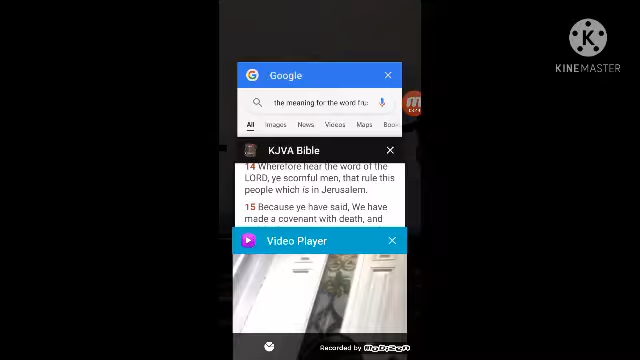 Google
the meaning for the word fru
All Images News Videos Maps Book
KJVA Bible
14 Wherefore hear the word of the
LORD, ye scornful men, that rule this
people which is in Jerusalem.
15 Because ye have said, We have
made a covenant with death, and
Video Player
Recorded by MOBIZEN
K
KINEMASTER